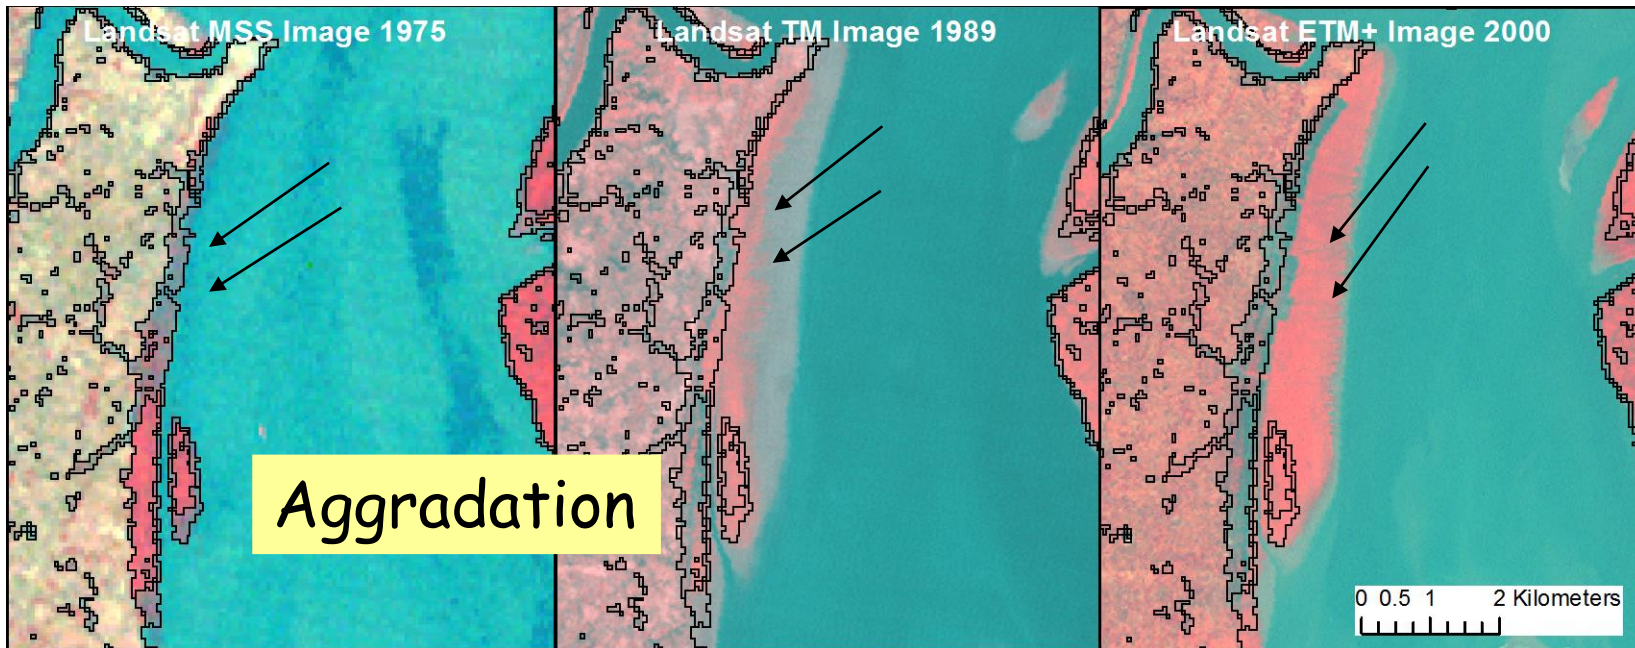 Landsat MSS Image 1975
Landsat TM Image 1989
Landsat ETM+ Image 2000
Aggradation
0 0.5 1 2 Kilometers